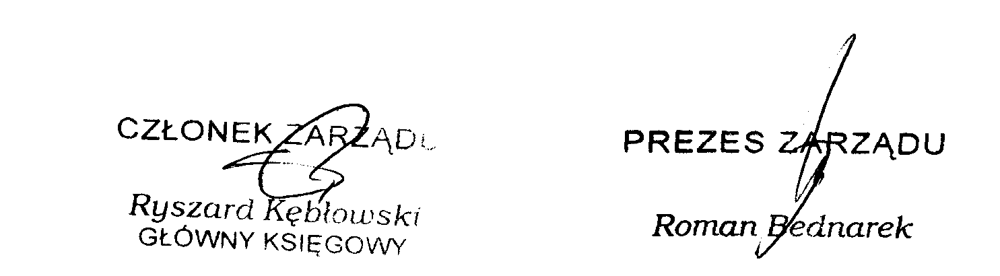 CZŁONEK ZARZĄDU
Ryszard Kębłowski
GŁÓWNY KSIĘGOWY
PREZES ZARZĄDU
Roman Bednarek